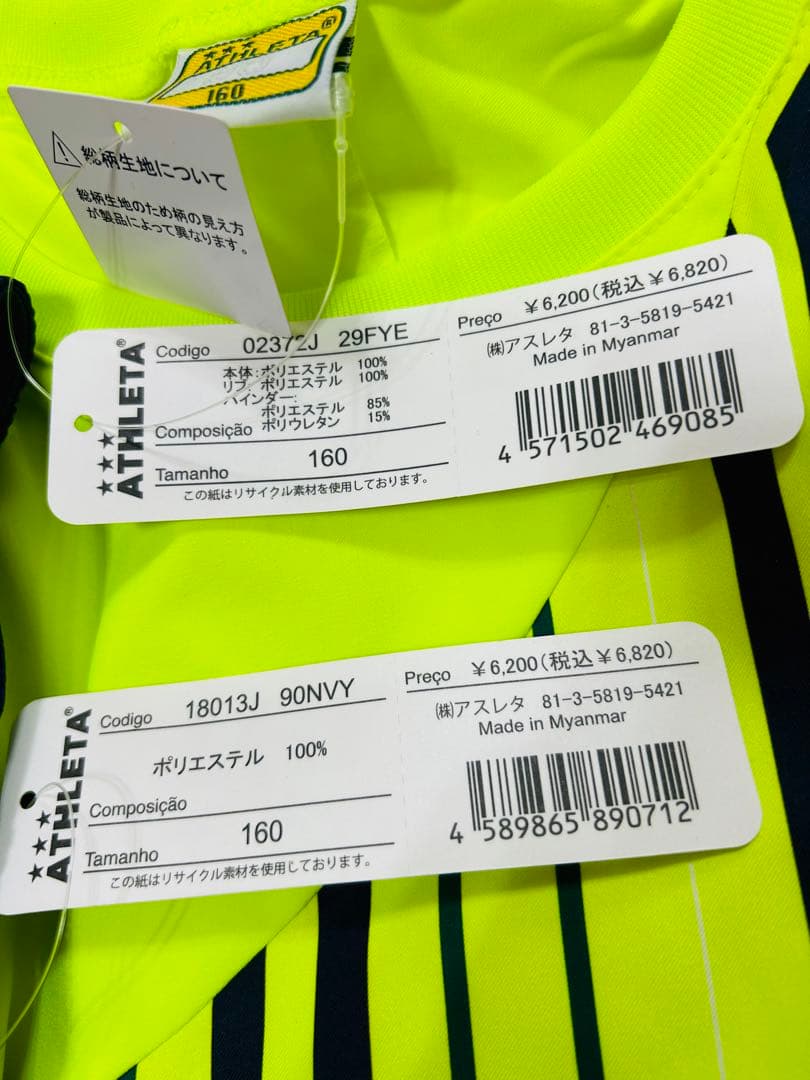 ★★★
ATHLETA®
160
総柄生地について
総柄生地のため柄の見え方
が製品によって異なります。
★★★ ATHLETA®
Codigo 02372J 29FYE
本体:ポリエステル 100%
リブ:ポリエステル 100%
バインダー:
ポリエステル 85%
Composição ポリウレタン 15%
Tamanho 160
この紙はリサイクル素材を使用しております。
Preço ￥6,200(税込￥6,820)
㈱アスレタ 81-3-5819-5421
Made in Myanmar
4 571502 469085
★★★ ATHLETA®
Codigo 18013J 90NVY
ポリエステル 100%
Composição
Tamanho 160
この紙はリサイクル素材を使用しております。
Preço ￥6,200(税込￥6,820)
㈱アスレタ 81-3-5819-5421
Made in Myanmar
4 589865 890712